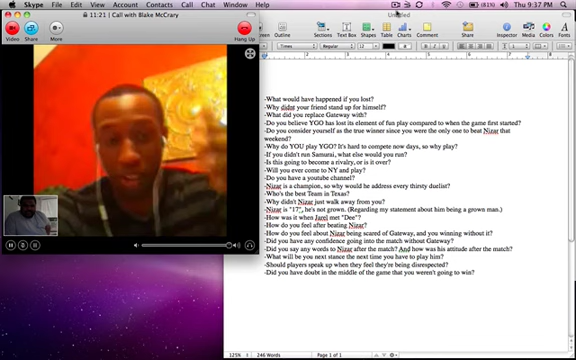 Skype File Edit View Account Contacts Call Chat Window Help (81%) Thu 9:37 PM
11:21 | Call with Blake McCrary
Untitled
Video Share More Hang Up
Outline Sections Text Box Shapes Table Charts Comment Share Inspector Media Colors Fonts
Times Regular 12
-What would have happened if you lost?
-Why didnt your friend stand up for himself?
-What did you replace Gateway with?
-Do you believe YGO has lost its element of fun play compared to when the game first started?
-Do you consider yourself as the true winner since you were the only one to beat Nizar that
weekend?
-Why do YOU play YGO? It's hard to compete now days, so why play?
-If you didn't run Samurai, what else would you run?
-Is this going to become a rivalry, or is it over?
-Will you ever come to NY and play?
-Do you have a youtube channel?
-Nizar is a champion, so why would he address every thirsty duelist?
-Who's the best Team in Texas?
-Why didn't Nizar just walk away from you?
-Nizar is "17", he's not grown. (Regarding my statement about him being a grown man.)
-How was it when Jarel met "Dee"?
-How do you feel after beating Nizar?
-How do you feel about Nizar being scared of Gateway, and you winning without it?
-Did you have any confidence going into the match without Gateway?
-Did you say any words to Nizar after the match? And how was his attitude after the match?
-What will be you next stance the next time you have to play him?
-Should players speak up when they feel they're being disrespected?
-Did you have doubt in the middle of the game that you weren't going to win?
125% 246 Words Page 1 of 1